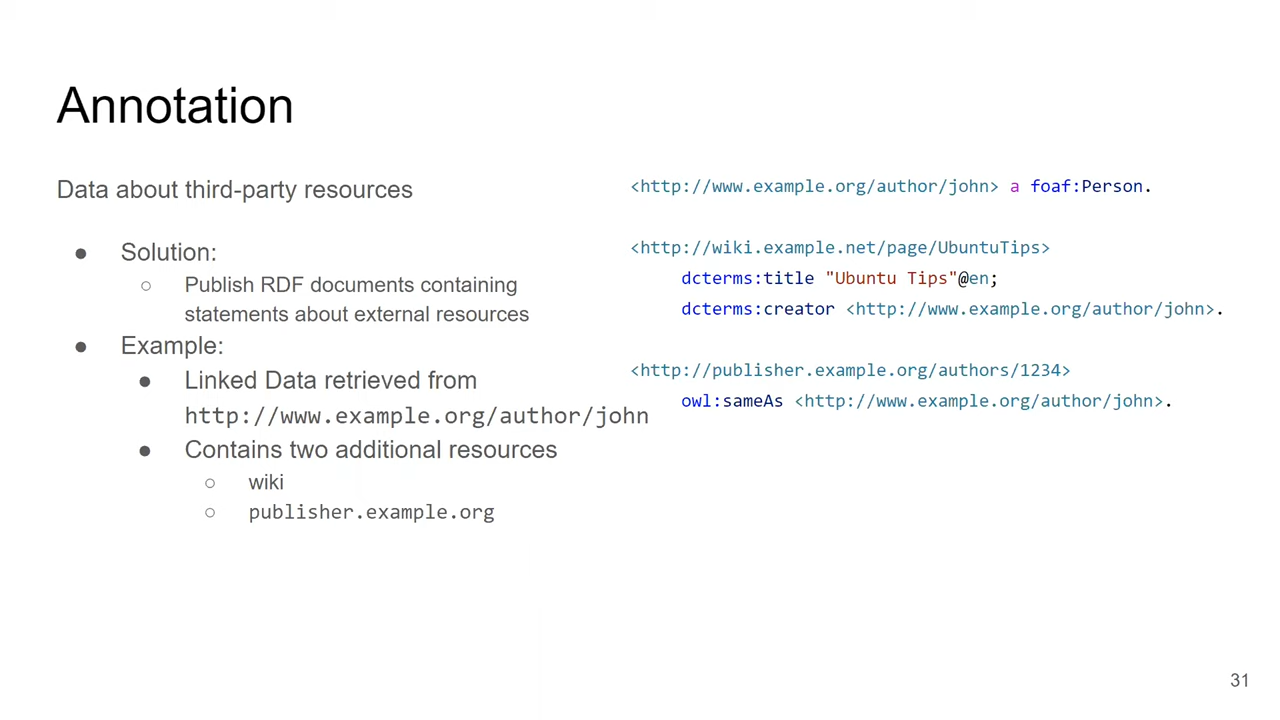 Annotation
Data about third-party resources
● Solution:
○ Publish RDF documents containing
statements about external resources
● Example:
● Linked Data retrieved from
http://www.example.org/author/john
● Contains two additional resources
○ wiki
○ publisher.example.org
<http://www.example.org/author/john> a foaf:Person.
<http://wiki.example.net/page/UbuntuTips>
dcterms:title "Ubuntu Tips"@en;
dcterms:creator <http://www.example.org/author/john>.
<http://publisher.example.org/authors/1234>
owl:sameAs <http://www.example.org/author/john>.
31